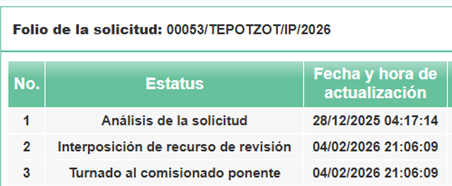 Folio de la solicitud: 00053/TEPOTZOT/IP/2026
No. Estatus Fecha y hora de actualización
1 Análisis de la solicitud 28/12/2025 04:17:14
2 Interposición de recurso de revisión 04/02/2026 21:06:09
3 Turnado al comisionado ponente 04/02/2026 21:06:09